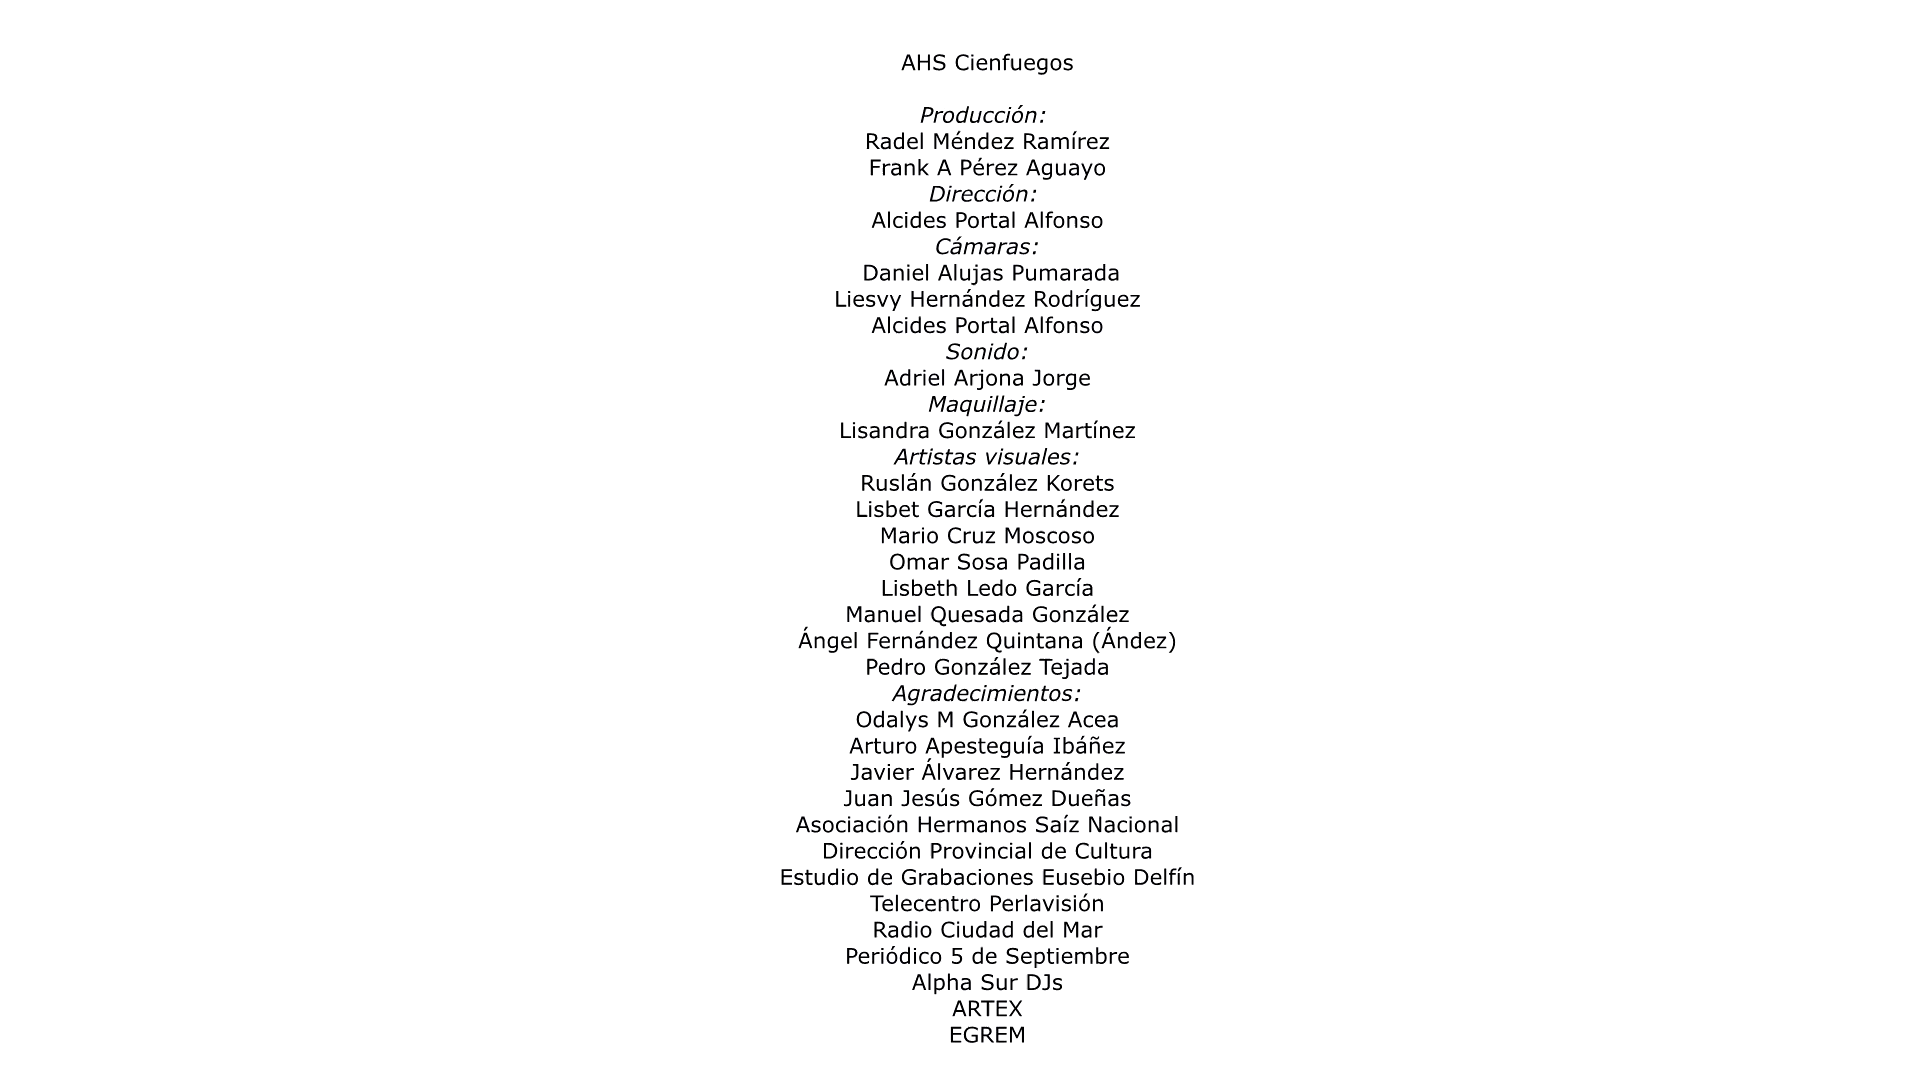 AHS Cienfuegos
Producción:
Radel Méndez Ramírez
Frank A Pérez Aguayo
Dirección:
Alcides Portal Alfonso
Cámaras:
Daniel Alujas Pumarada
Liesvy Hernández Rodríguez
Alcides Portal Alfonso
Sonido:
Adriel Arjona Jorge
Maquillaje:
Lisandra González Martínez
Artistas visuales:
Ruslán González Korets
Lisbet García Hernández
Mario Cruz Moscoso
Omar Sosa Padilla
Lisbeth Ledo García
Manuel Quesada González
Ángel Fernández Quintana (Ández)
Pedro González Tejada
Agradecimientos:
Odalys M González Acea
Arturo Apesteguía Ibáñez
Javier Álvarez Hernández
Juan Jesús Gómez Dueñas
Asociación Hermanos Saíz Nacional
Dirección Provincial de Cultura
Estudio de Grabaciones Eusebio Delfín
Telecentro Perlavisión
Radio Ciudad del Mar
Periódico 5 de Septiembre
Alpha Sur DJs
ARTEX
EGREM